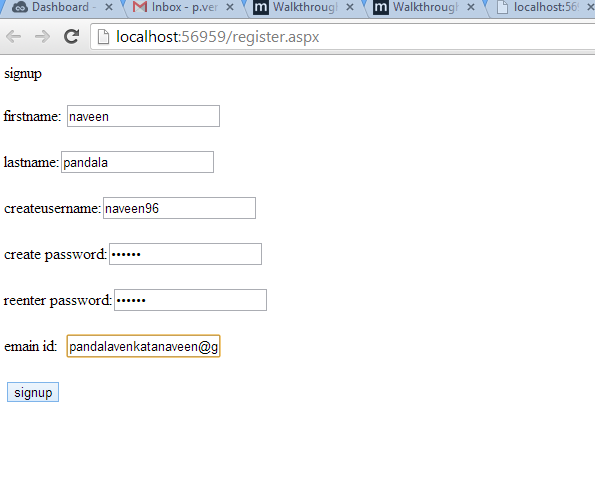 Dashboard -
Inbox - p.ver
m Walkthrough
m Walkthrough
localhost:569
localhost:56959/register.aspx
signup
firstname: naveen
lastname: pandala
createusername: naveen96
create password: ••••••
reenter password: ••••••
emain id: pandalavenkatanaveen@g
signup